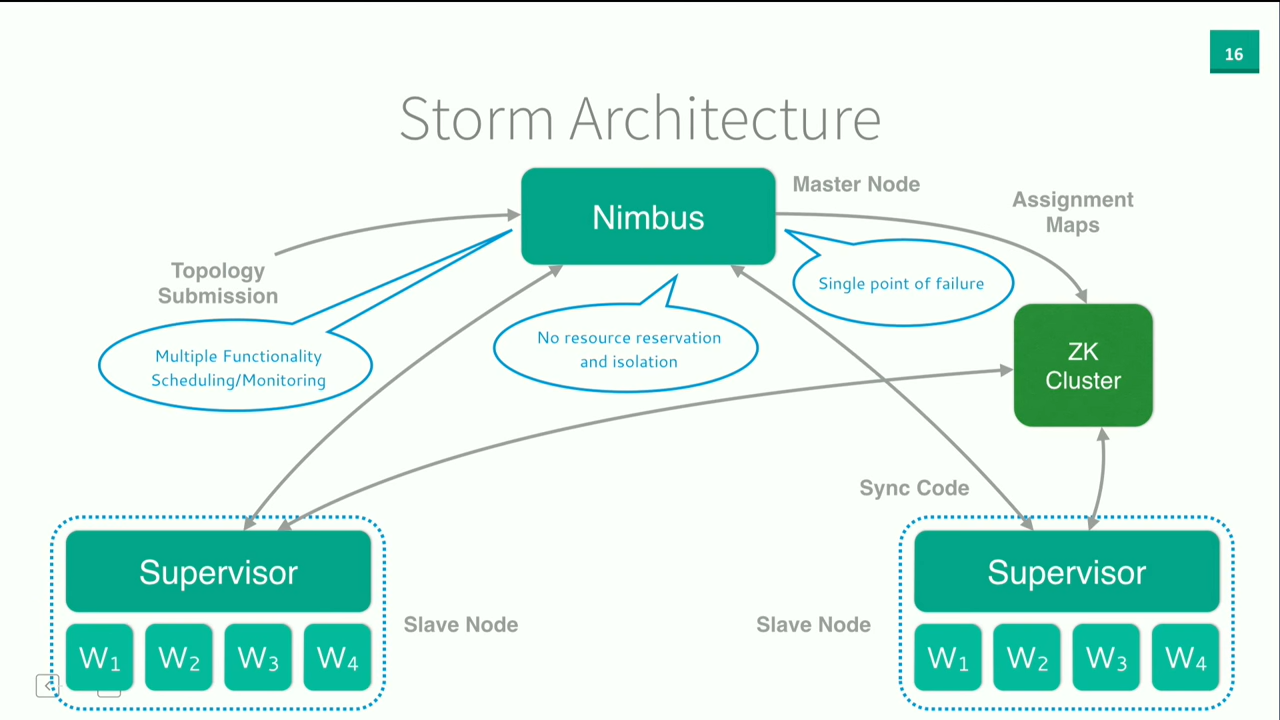 16
Storm Architecture
Nimbus
Master Node
Assignment
Maps
Topology
Submission
Single point of failure
No resource reservation
and isolation
Multiple Functionality
Scheduling/Monitoring
ZK
Cluster
Sync Code
Supervisor
Supervisor
Slave Node
Slave Node
W1 W2 W3 W4
W1 W2 W3 W4